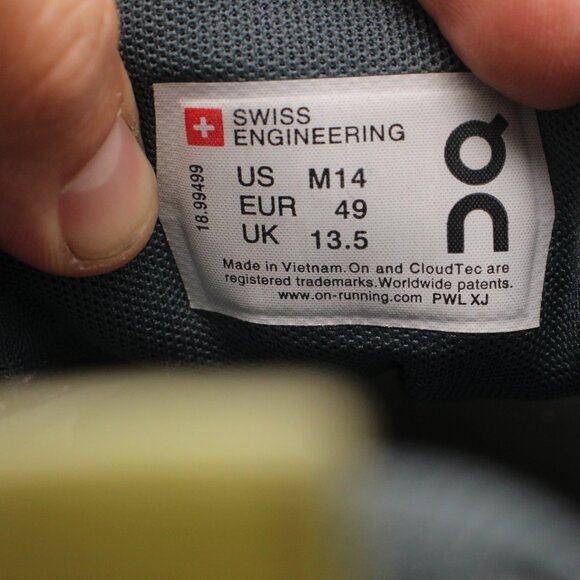 SWISS
ENGINEERING
18.99499
US M14
EUR 49
UK 13.5
Made in Vietnam.On and CloudTec are
registered trademarks.Worldwide patents.
www.on-running.com PWL XJ
On